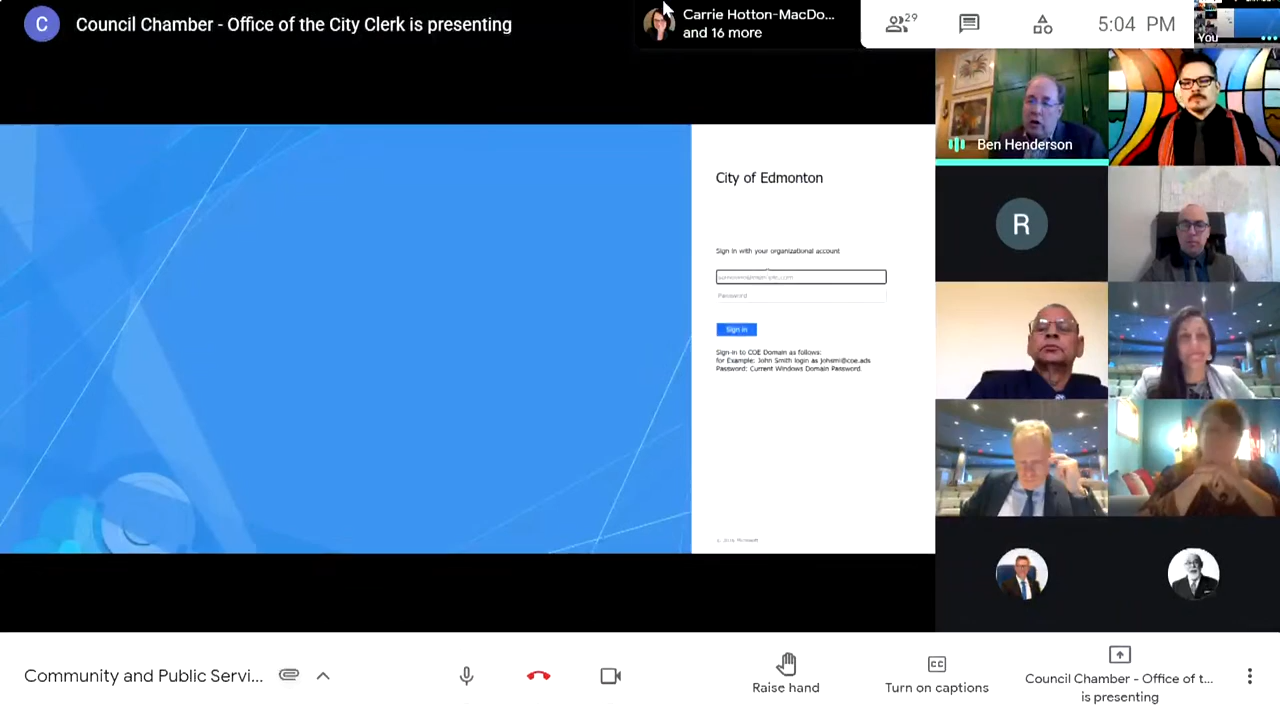 C
Council Chamber - Office of the City Clerk is presenting
Carrie Hotton-MacDo...
and 16 more
29
5:04 PM
You
Ben Henderson
R
City of Edmonton
Sign in with your organizational account
Password
Sign in
Sign-in to COE Domain as follows:
for Example: John Smith login as johsmi@coe.ads
Password: Current Windows Domain Password.
Community and Public Servi...
Raise hand
CC
Turn on captions
Council Chamber - Office of t...
is presenting